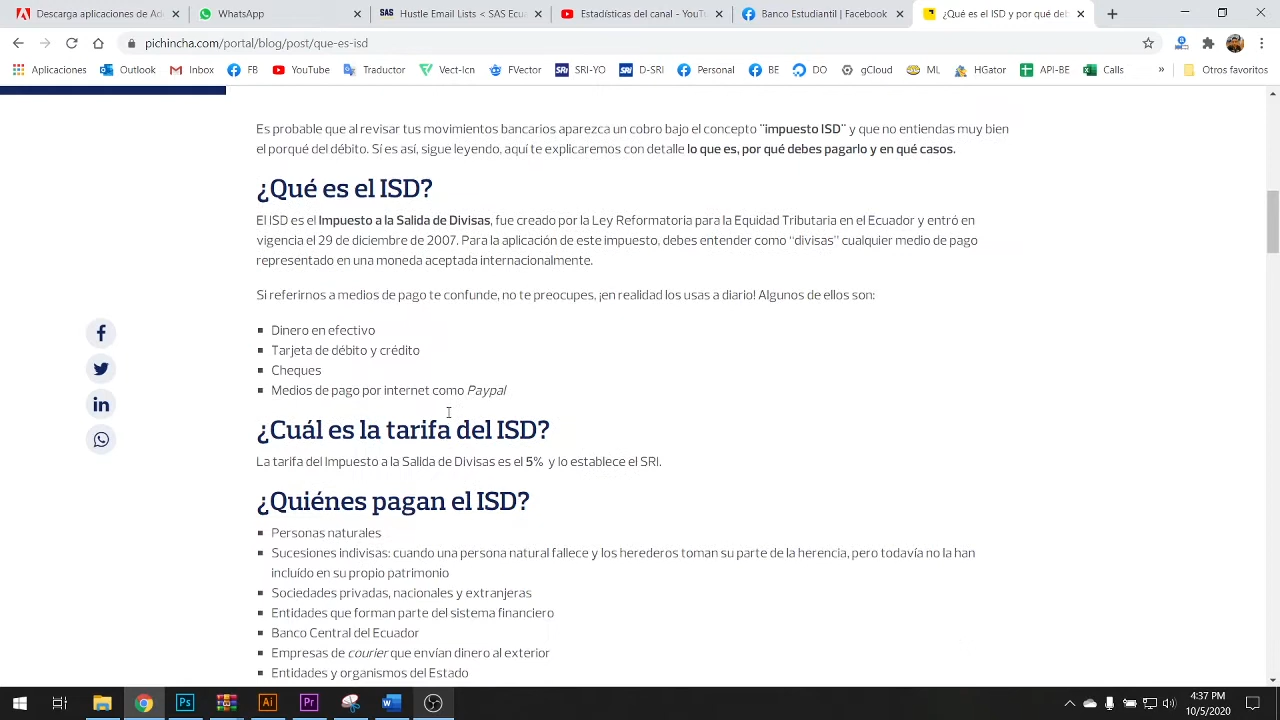 Descarga aplicaciones de Ado
WhatsApp
SAS Hustle Email Lists < SAS Ecua
Estadísticas del canal - YouTu
Banco Estudiantil | Facebook
¿Qué es el ISD y por qué deb
pichincha.com/portal/blog/post/que-es-isd
Aplicaciones
Outlook
Inbox
FB
YouTube
Traductor
Vect-Icn
FVector
SRi SRI-YO
SRi D-SRI
Personal
BE
DO
gCloud
ML
HGator
API-BE
Calls
»
Otros favoritos
Es probable que al revisar tus movimientos bancarios aparezca un cobro bajo el concepto ¨impuesto ISD¨ y que no entiendas muy bien
el porqué del débito. Si es así, sigue leyendo, aquí te explicaremos con detalle lo que es, por qué debes pagarlo y en qué casos.
¿Qué es el ISD?
El ISD es el Impuesto a la Salida de Divisas, fue creado por la Ley Reformatoria para la Equidad Tributaria en el Ecuador y entró en
vigencia el 29 de diciembre de 2007. Para la aplicación de este impuesto, debes entender como “divisas” cualquier medio de pago
representado en una moneda aceptada internacionalmente.
Si referirnos a medios de pago te confunde, no te preocupes, ¡en realidad los usas a diario! Algunos de ellos son:
Dinero en efectivo
Tarjeta de débito y crédito
Cheques
Medios de pago por internet como Paypal
¿Cuál es la tarifa del ISD?
La tarifa del Impuesto a la Salida de Divisas es el 5% y lo establece el SRI.
¿Quiénes pagan el ISD?
Personas naturales
Sucesiones indivisas: cuando una persona natural fallece y los herederos toman su parte de la herencia, pero todavía no la han
incluído en su propio patrimonio
Sociedades privadas, nacionales y extranjeras
Entidades que forman parte del sistema financiero
Banco Central del Ecuador
Empresas de courier que envían dinero al exterior
Entidades y organismos del Estado
Ps
Ai
Pr
4:37 PM
10/5/2020